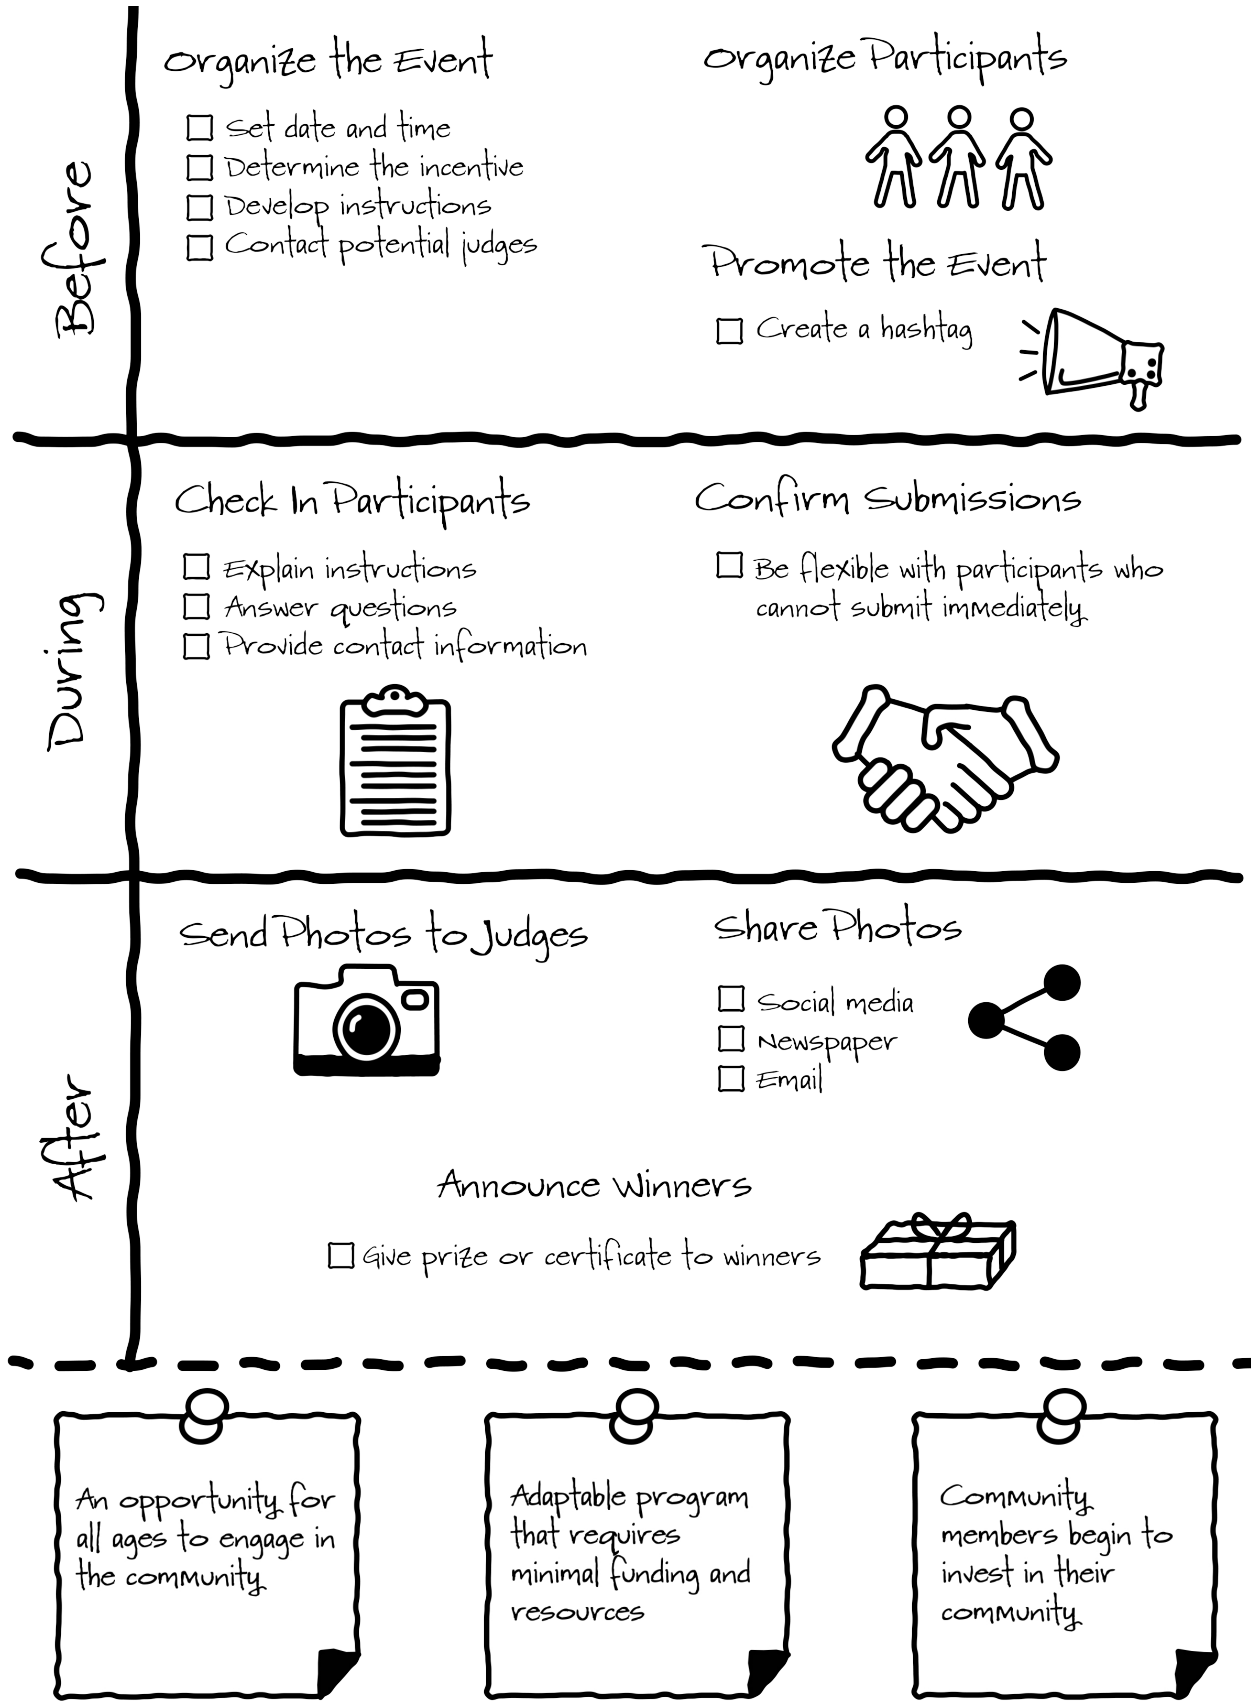 Before
Organize the Event
Set date and time
Determine the incentive
Develop instructions
Contact potential judges
Organize Participants
Promote the Event
Create a hashtag
During
Check In Participants
Explain instructions
Answer questions
Provide contact information
Confirm Submissions
Be flexible with participants who
cannot submit immediately
After
Send Photos to Judges
Share Photos
Social media
Newspaper
Email
Announce Winners
Give prize or certificate to winners
An opportunity for
all ages to engage in
the community
Adaptable program
that requires
minimal funding and
resources
Community
members begin to
invest in their
community